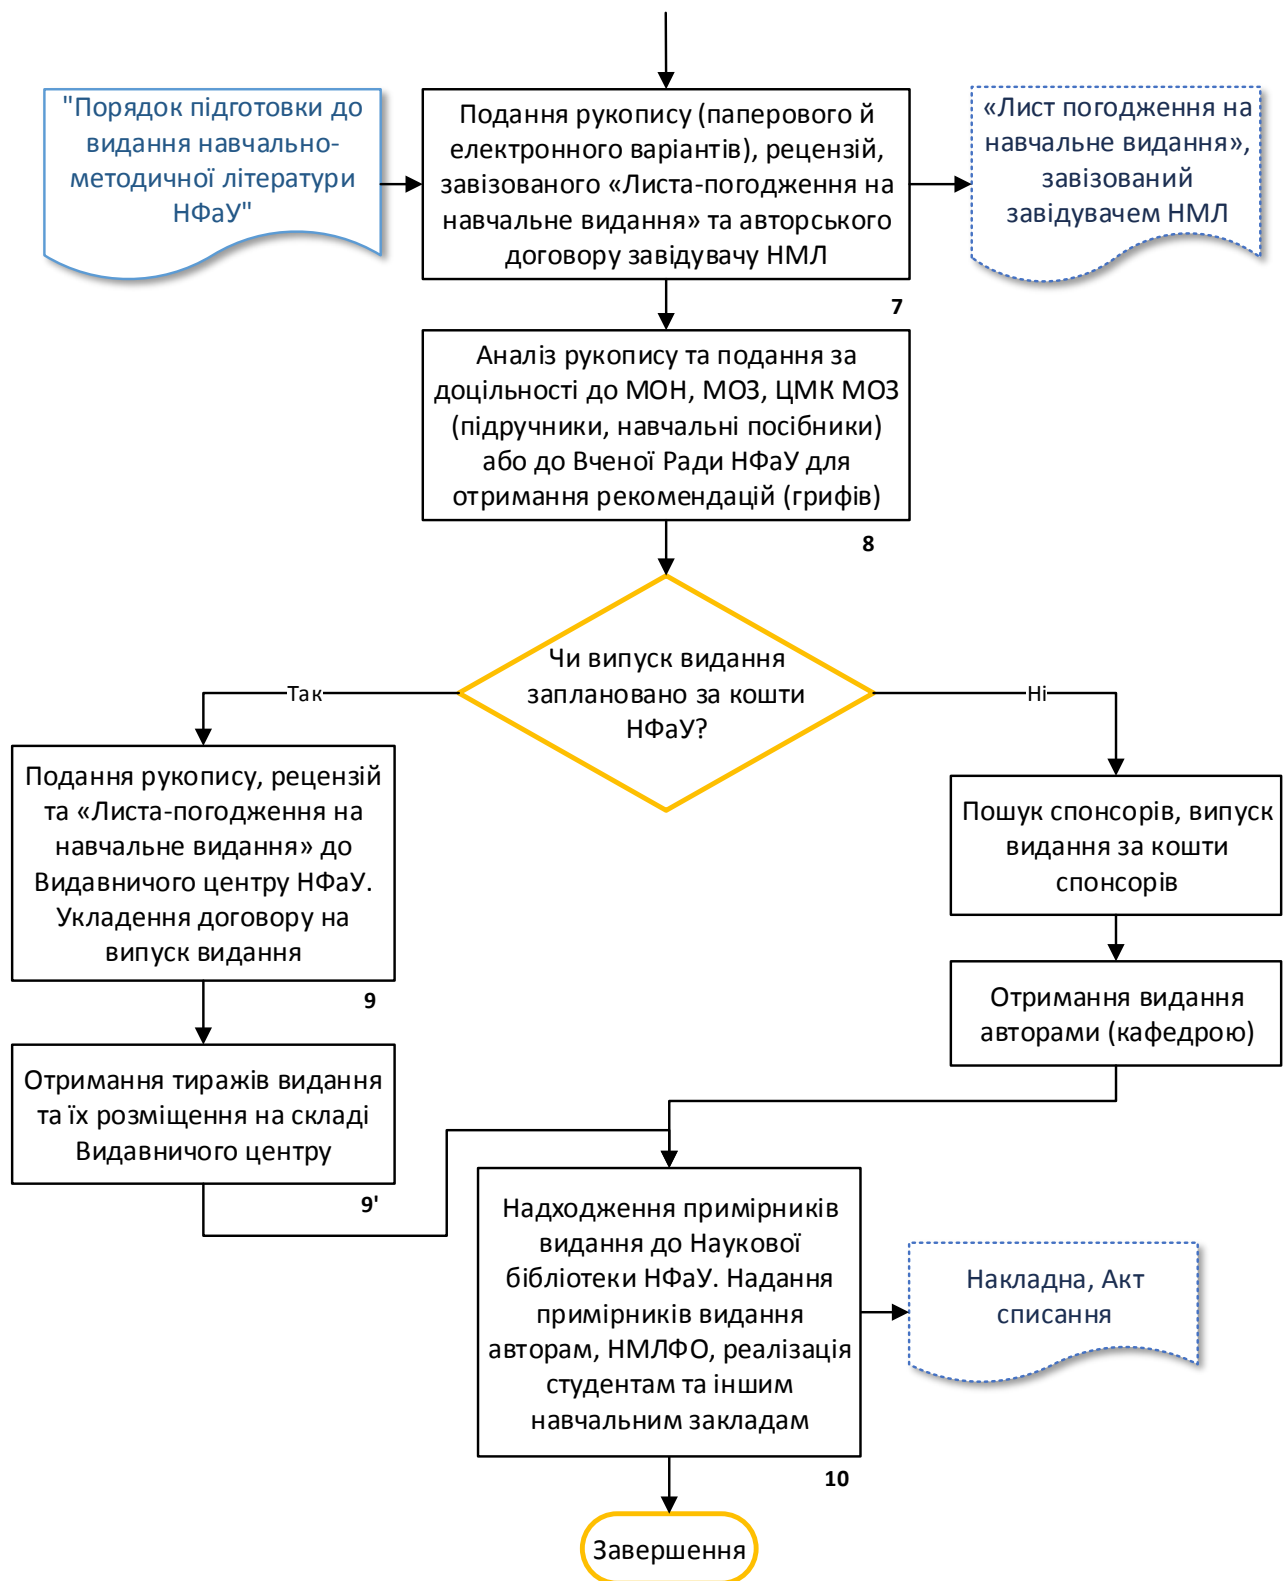 "Порядок підготовки до
видання навчально-
методичної літератури
НФаУ"
Подання рукопису (паперового й
електронного варіантів), рецензій,
завізованого «Листа-погодження на
навчальне видання» та авторського
договору завідувачу НМЛ
«Лист погодження на
навчальне видання»,
завізований
завідувачем НМЛ
7
Аналіз рукопису та подання за
доцільності до МОН, МОЗ, ЦМК МОЗ
(підручники, навчальні посібники)
або до Вченої Ради НФаУ для
отримання рекомендацій (грифів)
8
Чи випуск видання
заплановано за кошти
НФаУ?
Так
Ні
Подання рукопису, рецензій
та «Листа-погодження на
навчальне видання» до
Видавничого центру НФаУ.
Укладення договору на
випуск видання
9
Пошук спонсорів, випуск
видання за кошти
спонсорів
Отримання видання
авторами (кафедрою)
Отримання тиражів видання
та їх розміщення на складі
Видавничого центру
9'
Надходження примірників
видання до Наукової
бібліотеки НФаУ. Надання
примірників видання
авторам, НМЛФО, реалізація
студентам та іншим
навчальним закладам
10
Накладна, Акт
списання
Завершення